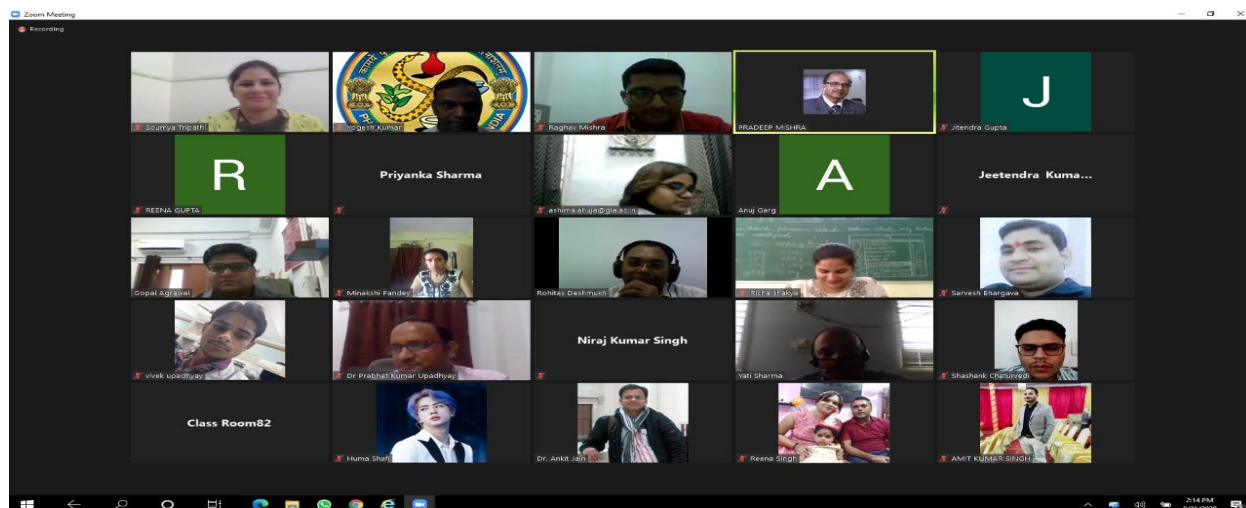 Zoom Meeting
Recording
Soumya Tripathi
Yogesh Kumar
Raghav Mishra
PRADEEP MISHRA
J
Jitendra Gupta
R
REENA GUPTA
Priyanka Sharma
ashima.ahuja@gla.ac.in
A
Anuj Garg
Jeetendra Kuma...
Gopal Agrawal
Minakshi Pandey
Rohitas Deshmukh
Richa shakya
Sarvesh Bhargava
vivek upadhyay
Dr Prabhat Kumar Upadhyay
Niraj Kumar Singh
Yati Sharma
Shashank Chaturvedi
Class Room82
Huma Shafi
Dr. Ankit Jain
Reena Singh
AMIT KUMAR SINGH
2:14 PM